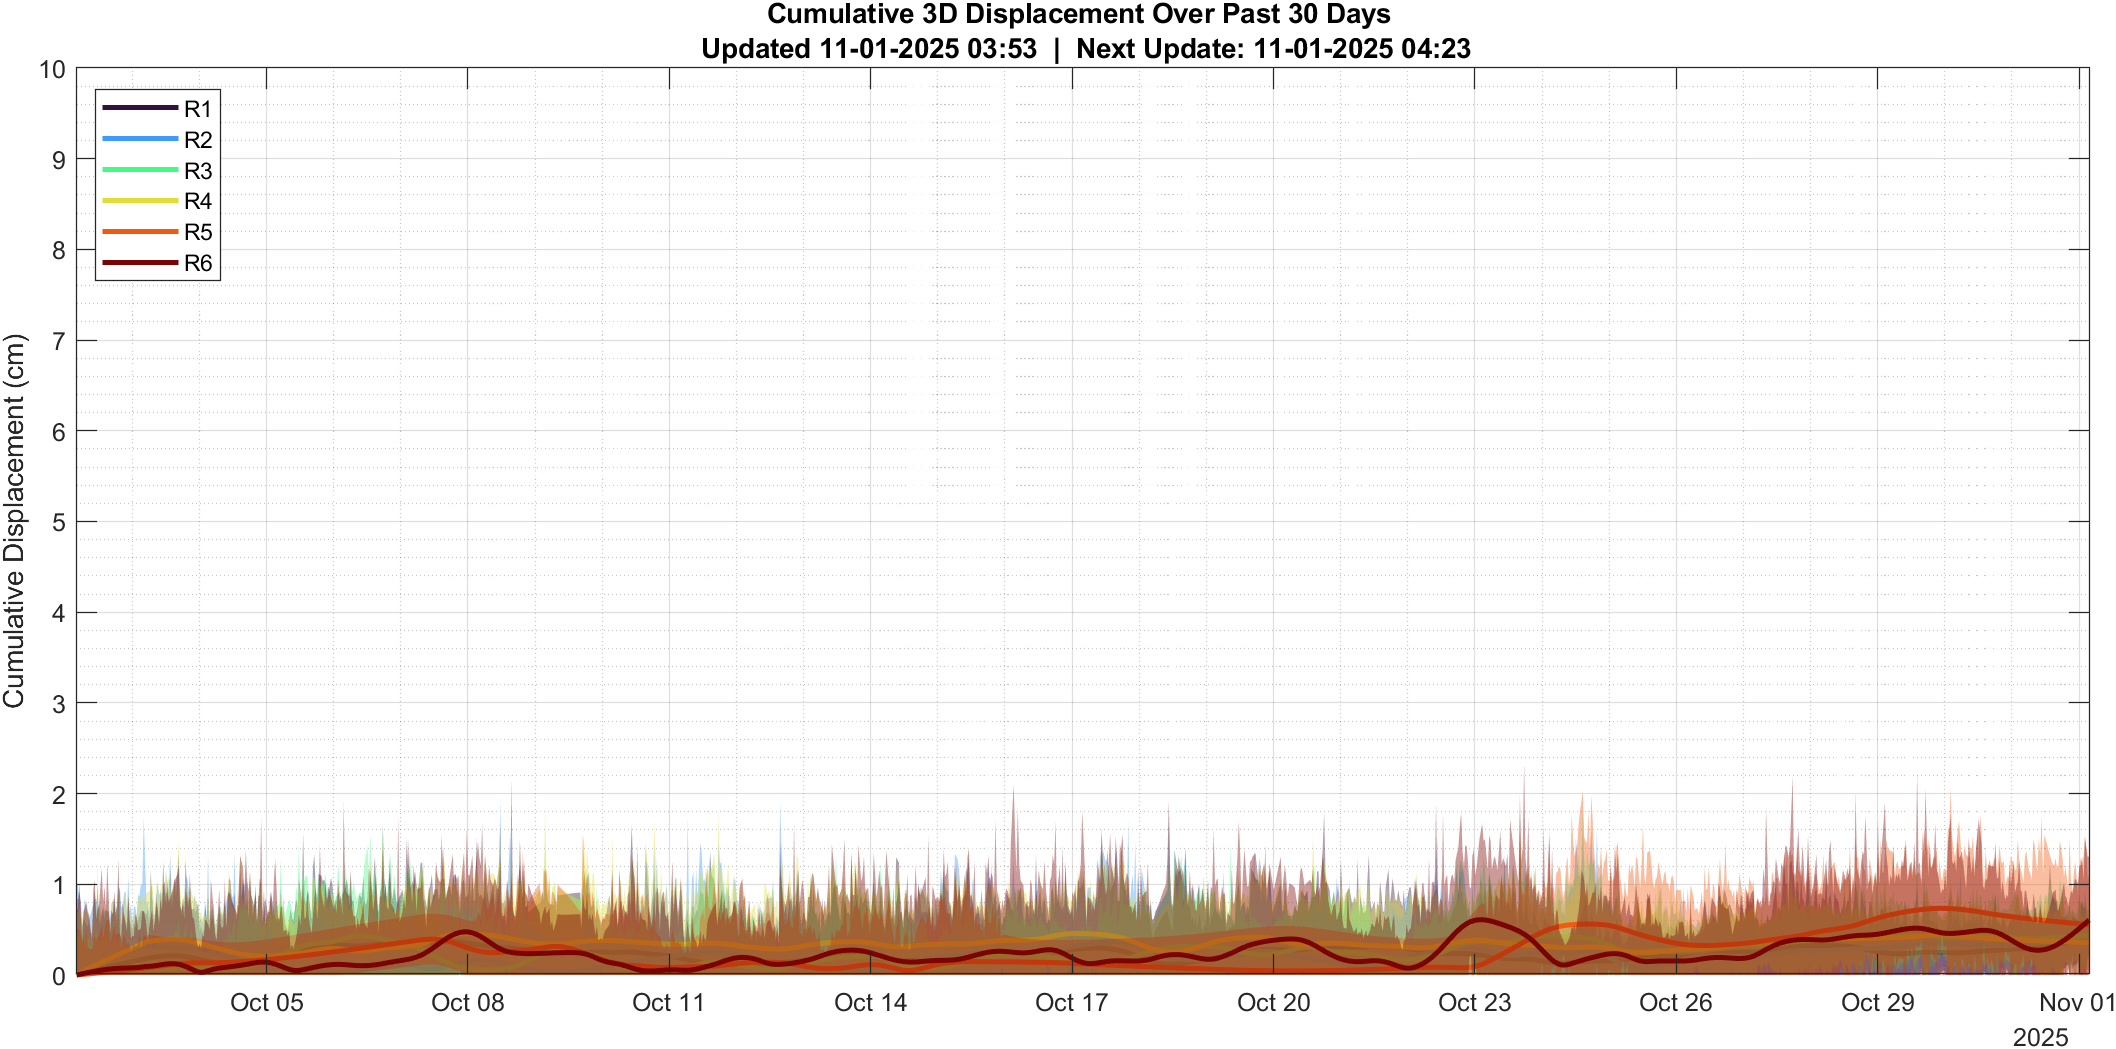 Cumulative 3D Displacement Over Past 30 Days
Updated 11-01-2025 03:53 | Next Update: 11-01-2025 04:23
Cumulative Displacement (cm)
10
9
8
7
6
5
4
3
2
1
0
R1
R2
R3
R4
R5
R6
Oct 05 Oct 08 Oct 11 Oct 14 Oct 17 Oct 20 Oct 23 Oct 26 Oct 29 Nov 01
2025